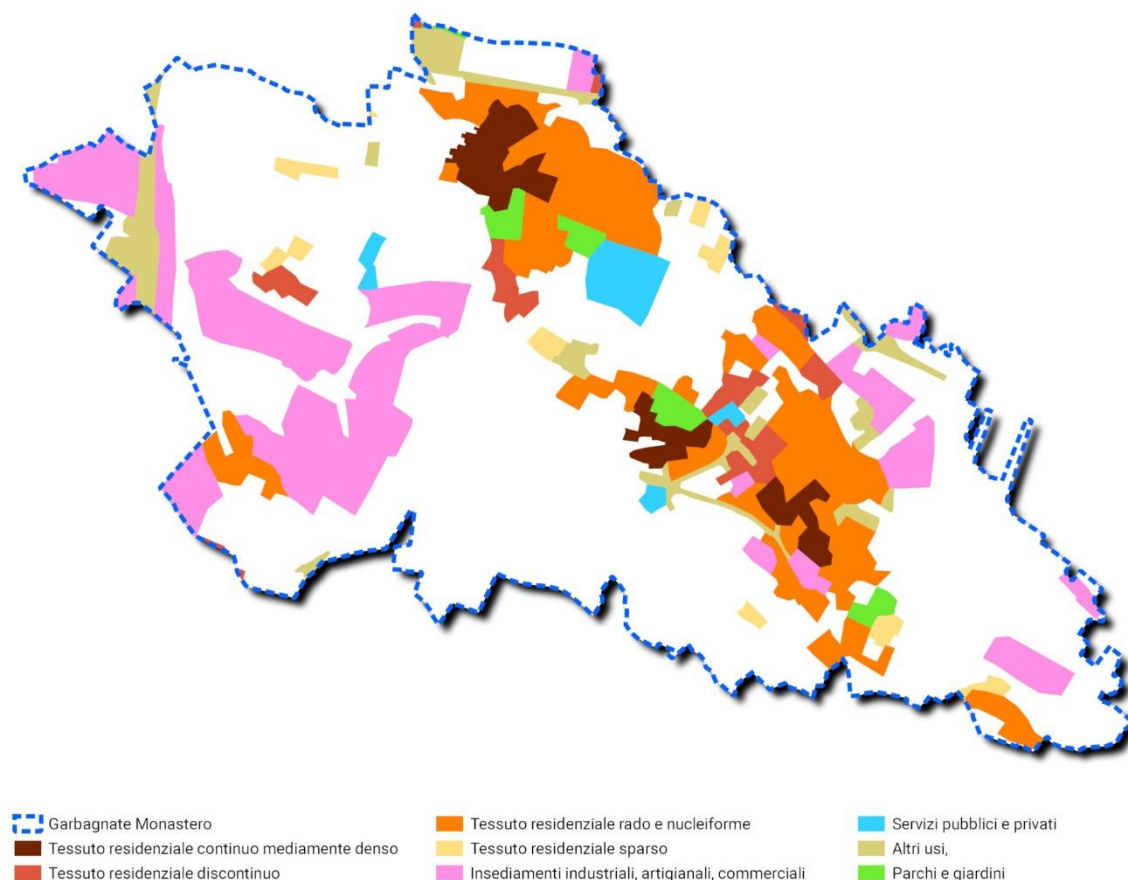 Garbagnate Monastero
Tessuto residenziale continuo mediamente denso
Tessuto residenziale discontinuo
Tessuto residenziale rado e nucleiforme
Tessuto residenziale sparso
Insediamenti industriali, artigianali, commerciali
Servizi pubblici e privati
Altri usi,
Parchi e giardini